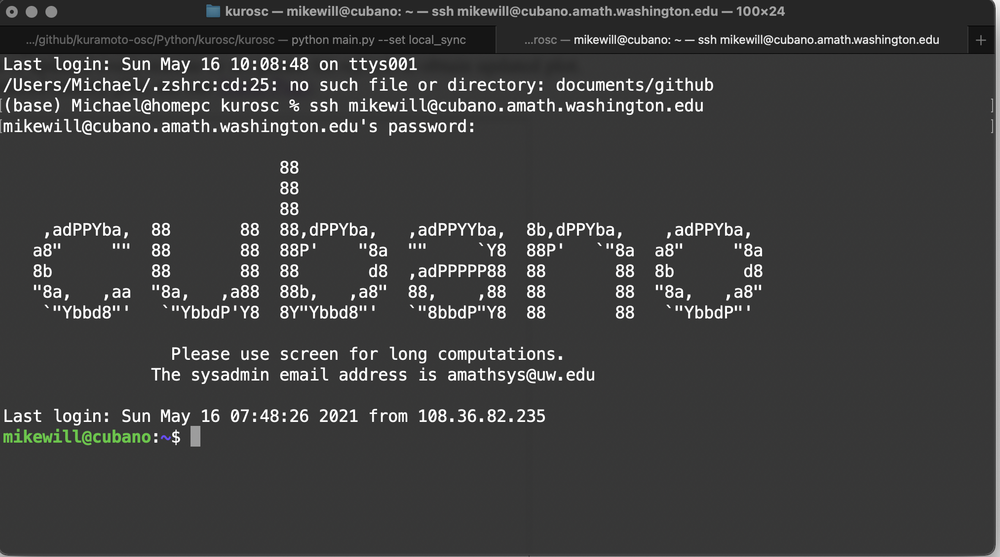 kurosc — mikewill@cubano: ~ — ssh mikewill@cubano.amath.washington.edu — 100×24
.../github/kuramoto-osc/Python/kurosc/kurosc — python main.py --set local_sync
...rosc — mikewill@cubano: ~ — ssh mikewill@cubano.amath.washington.edu
+
Last login: Sun May 16 10:08:48 on ttys001
/Users/Michael/.zshrc:cd:25: no such file or directory: documents/github
[(base) Michael@homepc kurosc % ssh mikewill@cubano.amath.washington.edu ]
[mikewill@cubano.amath.washington.edu's password: ]
                            88
                            88
                            88
    ,adPPYba,  88       88  88,dPPYba,   ,adPPYYba,  8b,dPPYba,    ,adPPYba,
   a8"     ""  88       88  88P'    "8a  ""     `Y8  88P'   `"8a  a8"     "8a
   8b          88       88  88       d8  ,adPPPPP88  88       88  8b       d8
   "8a,   ,aa  "8a,   ,a88  88b,   ,a8"  88,    ,88  88       88  "8a,   ,a8"
    `"Ybbd8"'   `"YbbdP'Y8  8Y"Ybbd8"'   `"8bbdP"Y8  88       88   `"YbbdP"'
Please use screen for long computations.
The sysadmin email address is amathsys@uw.edu
Last login: Sun May 16 07:48:26 2021 from 108.36.82.235
mikewill@cubano:~$